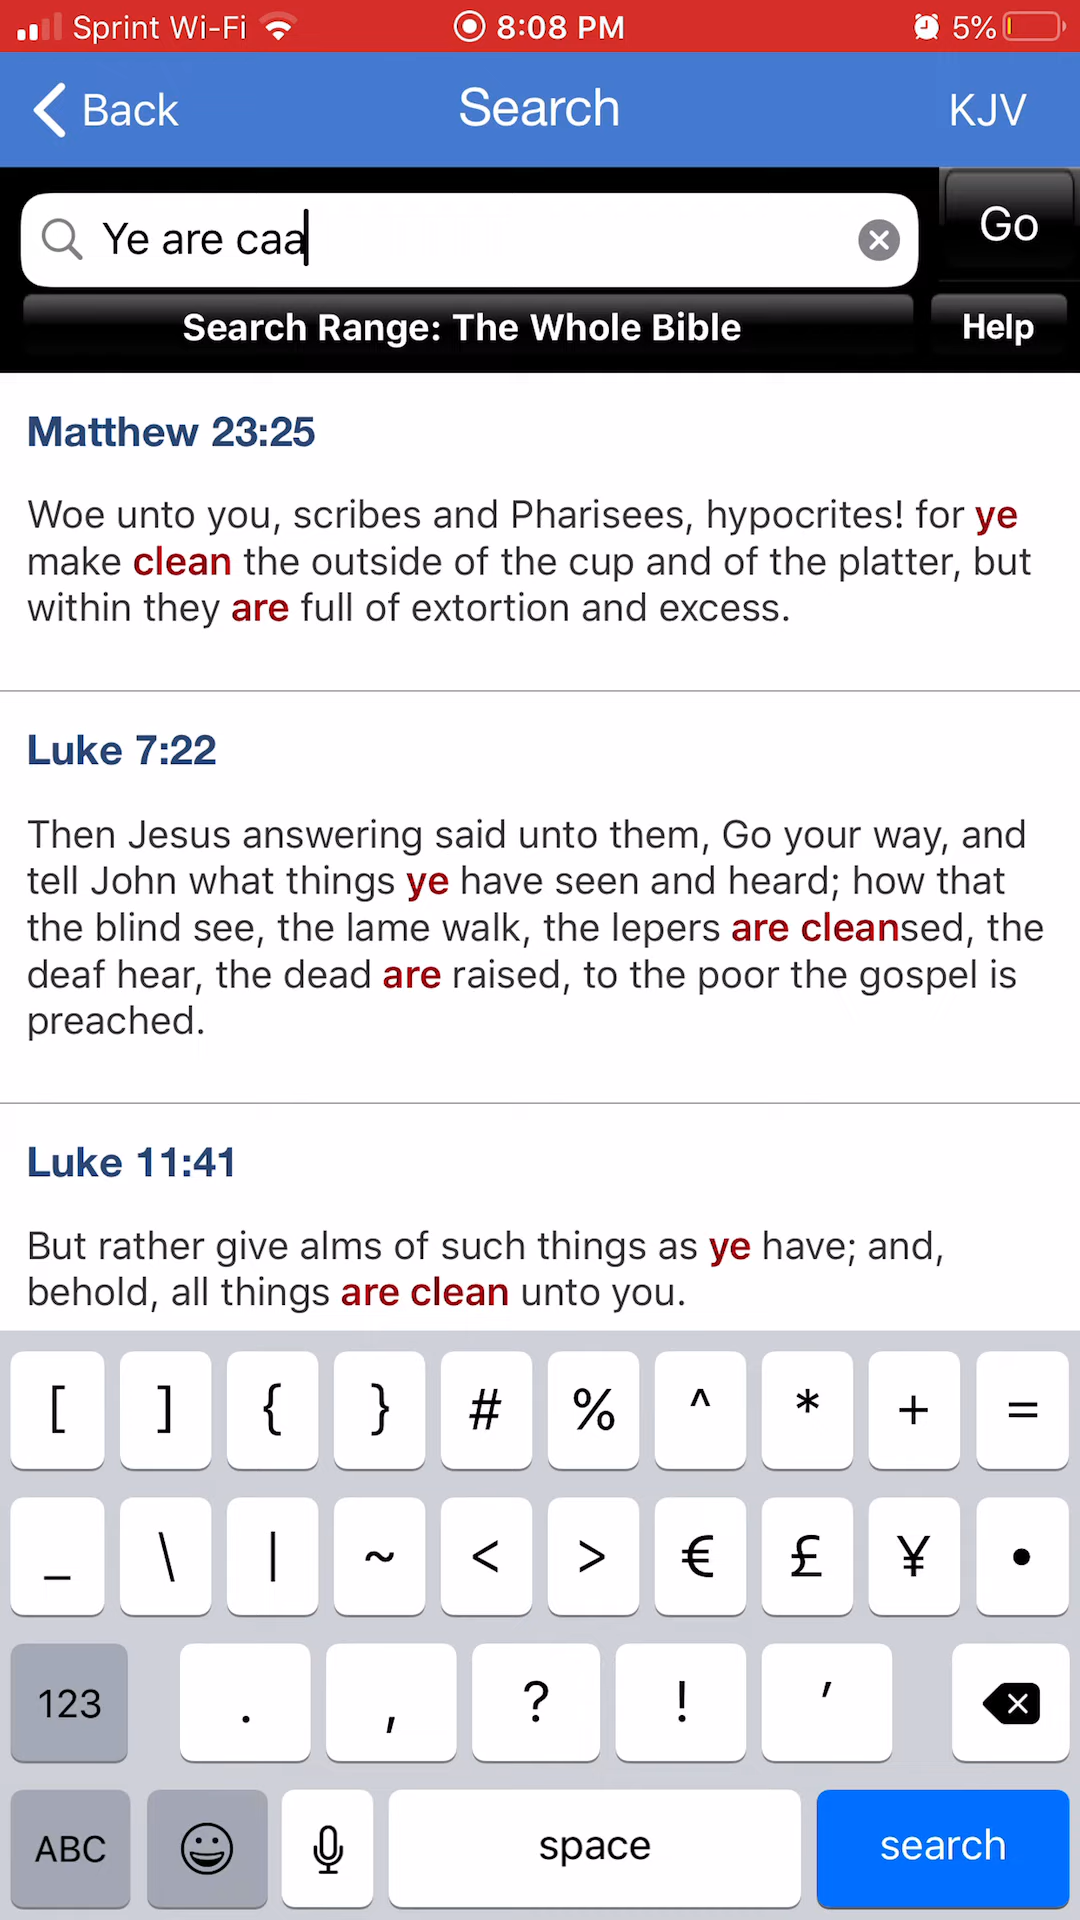 Sprint Wi-Fi 8:08 PM 5%
Back Search KJV
Ye are caa Go
Search Range: The Whole Bible Help
Matthew 23:25
Woe unto you, scribes and Pharisees, hypocrites! for ye
make clean the outside of the cup and of the platter, but
within they are full of extortion and excess.
Luke 7:22
Then Jesus answering said unto them, Go your way, and
tell John what things ye have seen and heard; how that
the blind see, the lame walk, the lepers are cleansed, the
deaf hear, the dead are raised, to the poor the gospel is
preached.
Luke 11:41
But rather give alms of such things as ye have; and,
behold, all things are clean unto you.
[ ] { } # % ^ * + =
_ \ | ~ < > € £ ¥ •
123 . , ? ! '
ABC space search